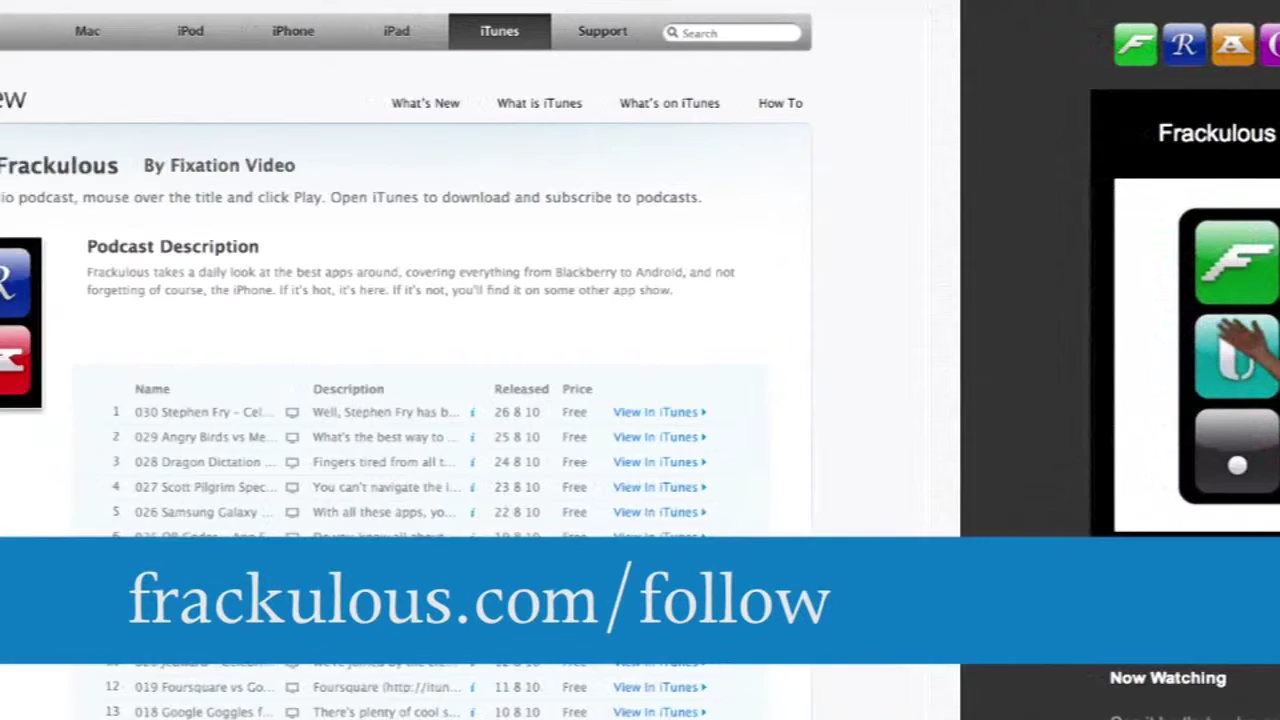 Mac iPod iPhone iPad iTunes Support Search
F R A
ew
What's New What is iTunes What's on iTunes How To
Frackulous By Fixation Video
Frackulous
io podcast, mouse over the title and click Play. Open iTunes to download and subscribe to podcasts.
Podcast Description
Frackulous takes a daily look at the best apps around, covering everything from Blackberry to Android, and not
forgetting of course, the iPhone. If it's hot, it's here. If it's not, you'll find it on some other app show.
R
F
U
Name Description Released Price
1 030 Stephen Fry - Cel... Well, Stephen Fry has b... i 26 8 10 Free View In iTunes
2 029 Angry Birds vs Me... What's the best way to ... i 25 8 10 Free View In iTunes
3 028 Dragon Dictation ... Fingers tired from all t... i 24 8 10 Free View In iTunes
4 027 Scott Pilgrim Spec... You can't navigate the i... i 23 8 10 Free View In iTunes
5 026 Samsung Galaxy ... With all these apps, yo... i 22 8 10 Free View In iTunes
frackulous.com/follow
12 019 Foursquare vs Go... Foursquare (http://itun... i 11 8 10 Free View In iTunes
13 018 Google Goggles f... There's plenty of cool s... i 10 8 10 Free View In iTunes
Now Watching